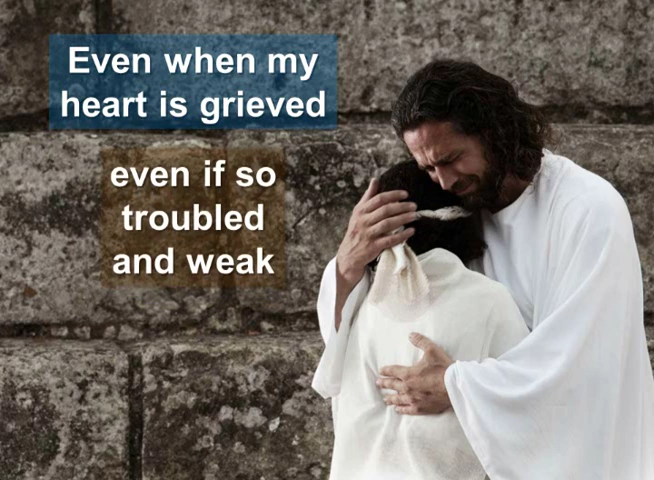 Even when my
heart is grieved
even if so
troubled
and weak